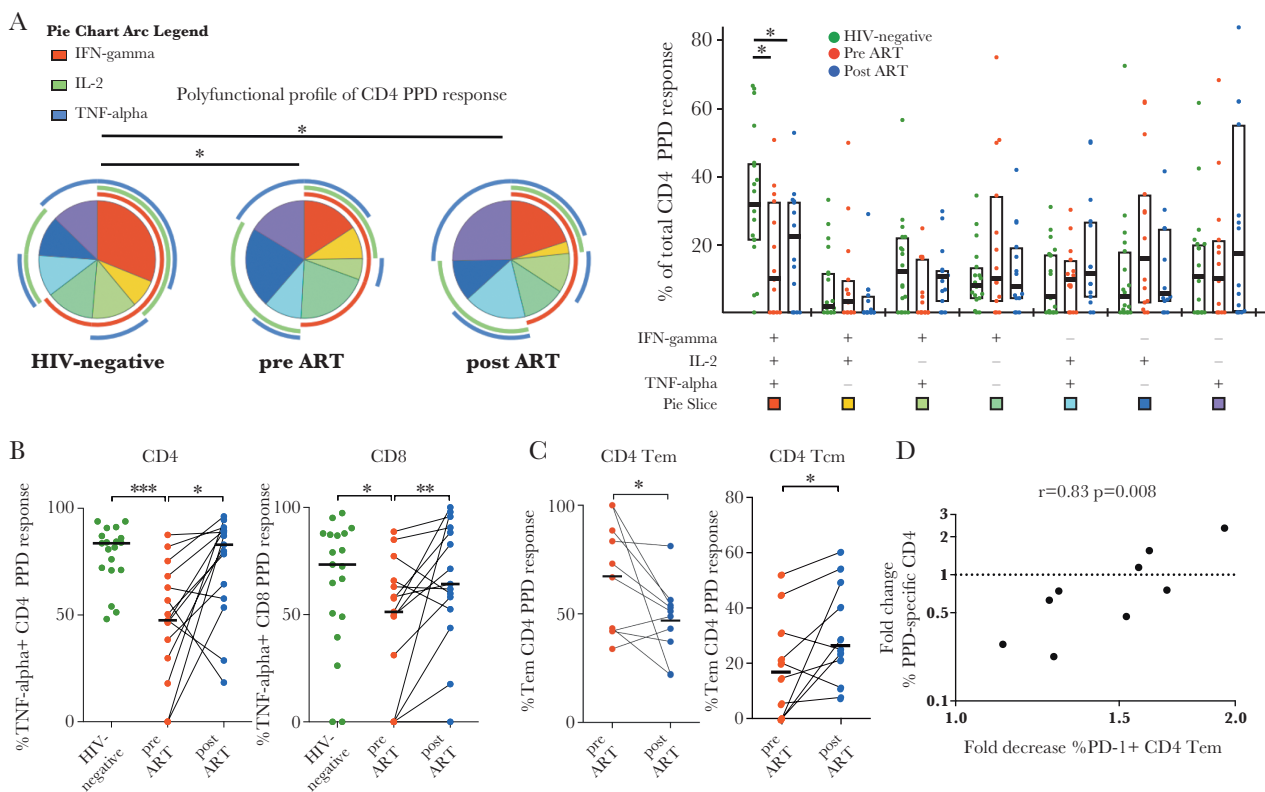 A
Pie Chart Arc Legend
IFN-gamma
IL-2
TNF-alpha
Polyfunctional profile of CD4 PPD response
*
*
HIV-negative
pre ART
post ART
% of total CD4 PPD response
80
60
40
20
*
*
HIV-negative
Pre ART
Post ART
IFN-gamma + + + + – – –
IL-2 + + – – + + –
TNF-alpha + – + – + – +
Pie Slice
B
CD4
%TNF-alpha+ CD4 PPD response
100
50
0
*** *
HIV-negative
pre ART
post ART
CD8
%TNF-alpha+ CD8 PPD response
100
50
0
* **
HIV-negative
pre ART
post ART
C
CD4 Tem
%Tem CD4 PPD response
100
50
0
*
pre ART
post ART
CD4 Tcm
%Tem CD4 PPD response
80
60
40
20
0
*
pre ART
post ART
D
r=0.83 p=0.008
Fold change
% PPD-specific CD4
3
2
1
0.5
0.1
1.0 1.5 2.0
Fold decrease %PD-1+ CD4 Tem